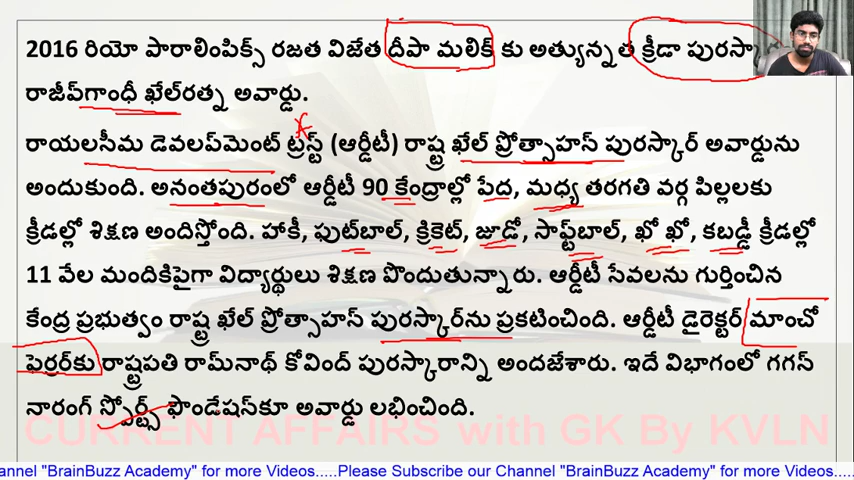 2016 రియో పారాలింపిక్స్ రజత విజేత దీపా మలిక్ కు అత్యున్నత క్రీడా పురసా
రాజీవ్‌గాంధీ ఖేల్‌రత్న అవార్డు.
రాయలసీమ డెవలప్‌మెంట్ ట్రస్ట్ (ఆర్డీటీ) రాష్ట్ర ఖేల్ ప్రోత్సాహన్ పురస్కార్ అవార్డును
అందుకుంది. అనంతపురంలో ఆర్డీటీ 90 కేంద్రాల్లో పేద, మధ్య తరగతి వర్గ పిల్లలకు
క్రీడల్లో శిక్షణ అందిస్తోంది. హాకీ, ఫుట్‌బాల్, క్రికెట్, జూడో, సాఫ్ట్‌బాల్, ఖో ఖో, కబడ్డీ క్రీడల్లో
11 వేల మందికిపైగా విద్యార్థులు శిక్షణ పొందుతున్నారు. ఆర్డీటీ సేవలను గుర్తించిన
కేంద్ర ప్రభుత్వం రాష్ట్ర ఖేల్ ప్రోత్సాహన్ పురస్కార్‌ను ప్రకటించింది. ఆర్డీటీ డైరెక్టర్ మాంచో
ఫెర్రర్‌కు రాష్ట్రపతి రామ్‌నాథ్ కోవింద్ పురస్కారాన్ని అందజేశారు. ఇదే విభాగంలో గగన్
నారంగ్ స్పోర్ట్స్ ఫౌండేషన్‌కూ అవార్డు లభించింది.
CURRENT AFFAIRS with GK By KVLN
annel "BrainBuzz Academy" for more Videos.....Please Subscribe our Channel "BrainBuzz Academy" for more Videos.....